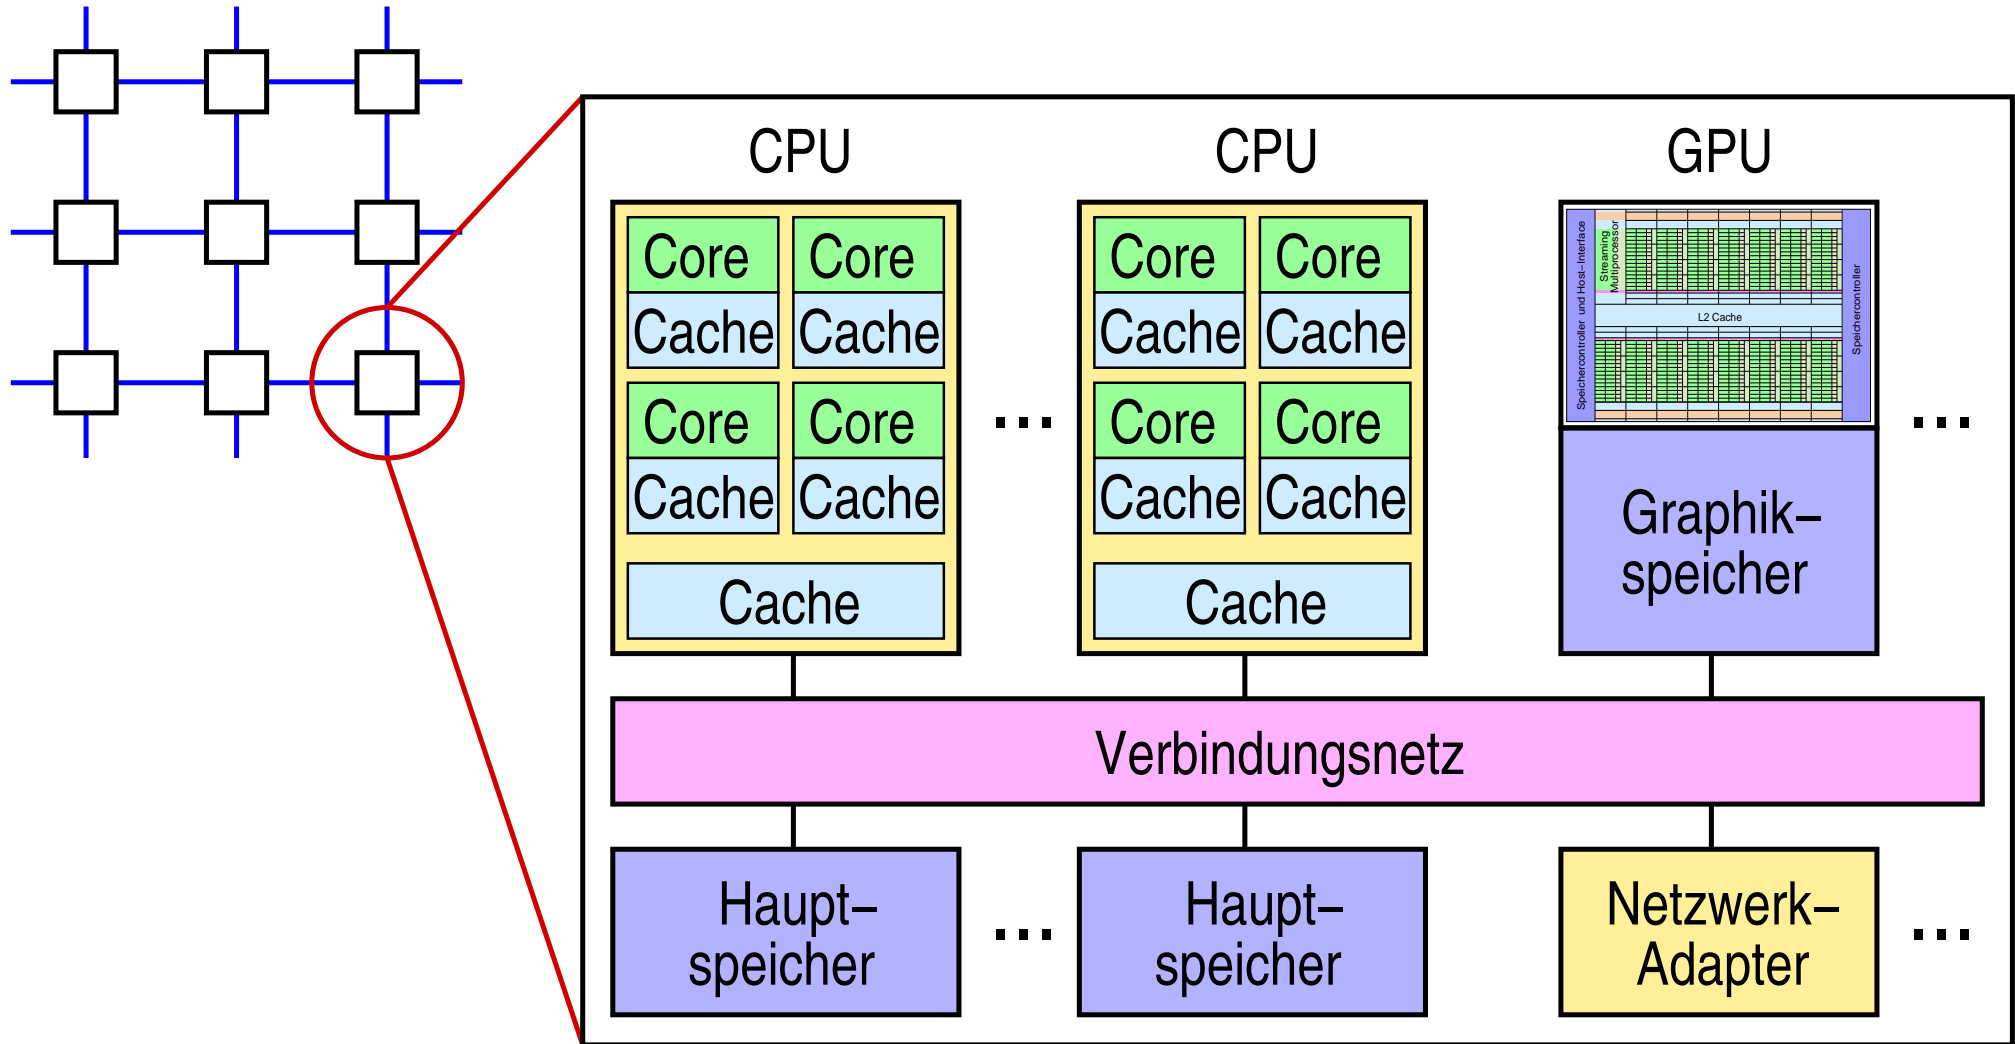 CPU
CPU
GPU
Core
Core
Cache
Cache
Core
Core
Cache
Cache
Cache
...
Core
Core
Cache
Cache
Core
Core
Cache
Cache
Cache
Speichercontroller und Host–Interface
Streaming
Multiprocessor
L2 Cache
Speichercontroller
Graphik–
speicher
...
Verbindungsnetz
Haupt–
speicher
...
Haupt–
speicher
Netzwerk–
Adapter
...